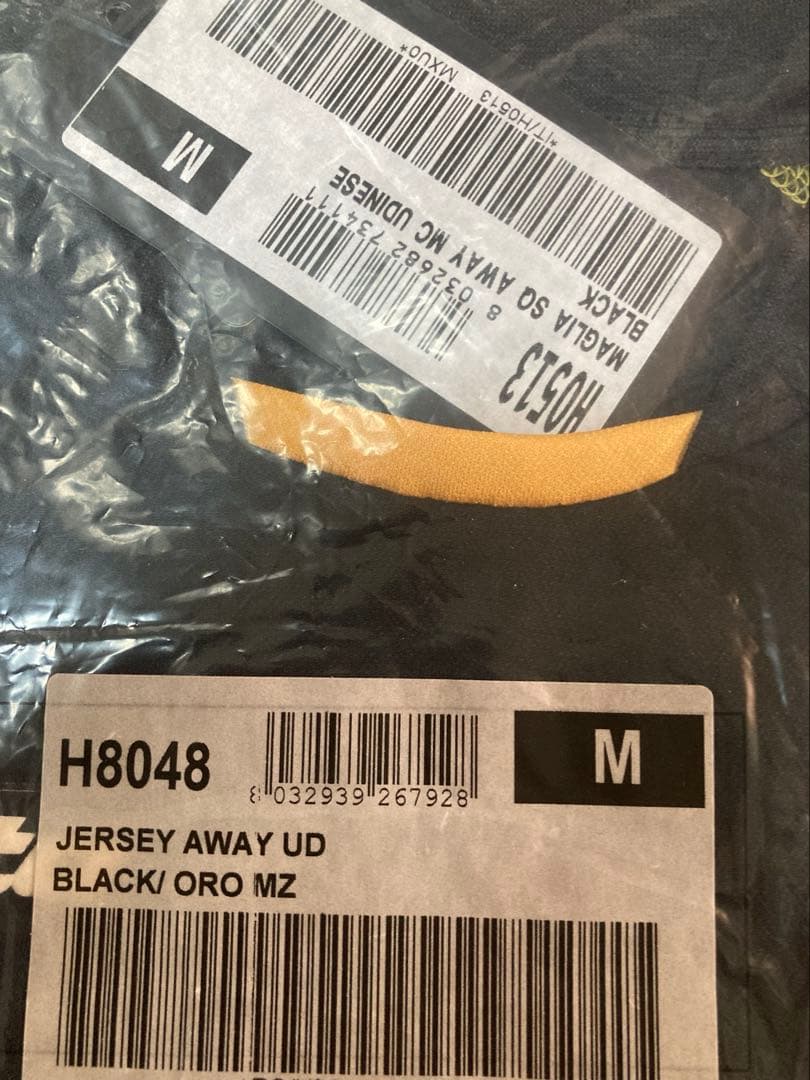 M
*IT/H0513 MXU0*
8 032682 734111
H0513
MAGLIA SQ AWAY MC UDINESE
BLACK
H8048
8 032939 267928
M
JERSEY AWAY UD
BLACK/ ORO MZ